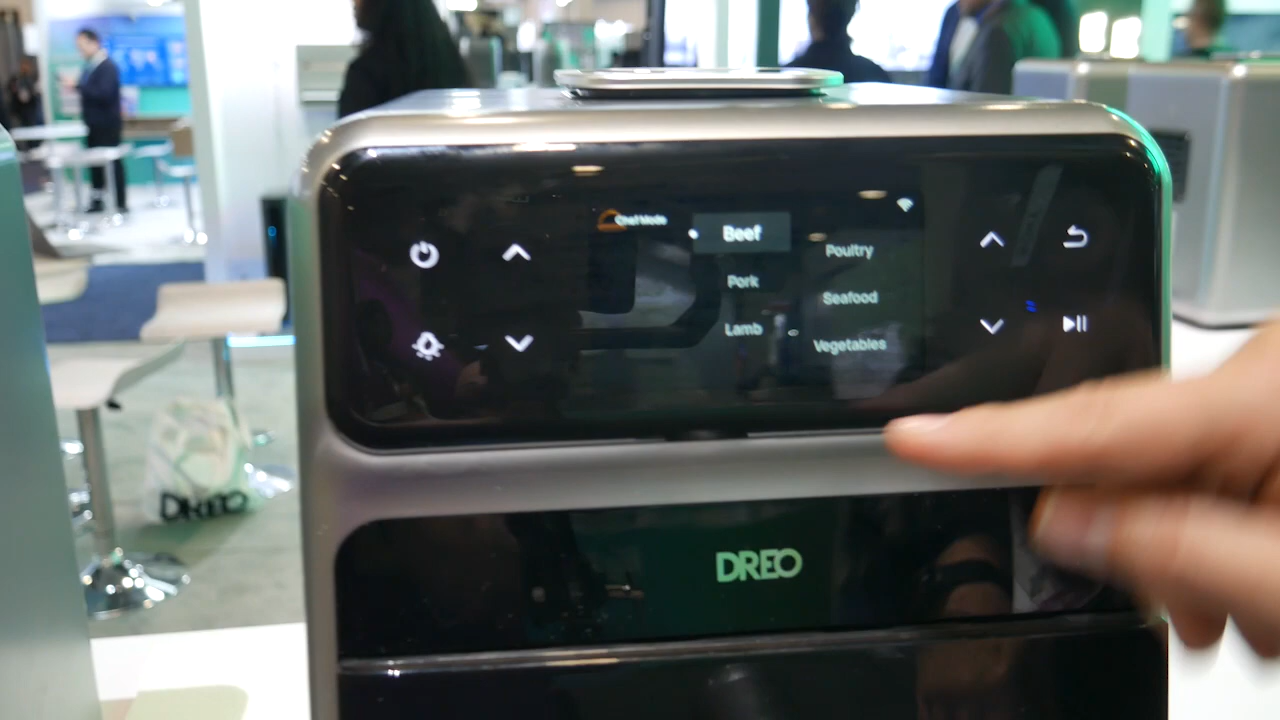 Chef Mode
Beef
Poultry
Pork
Seafood
Lamb
Vegetables
DREO
DREO